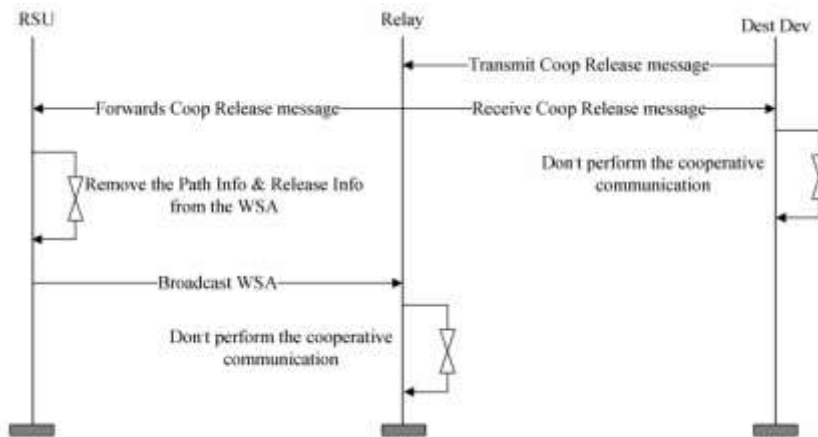 RSU
Relay
Dest Dev
Transmit Coop Release message
Forwards Coop Release message
Receive Coop Release message
Don't perform the cooperative
communication
Remove the Path Info & Release Info
from the WSA
Broadcast WSA
Don't perform the cooperative
communication